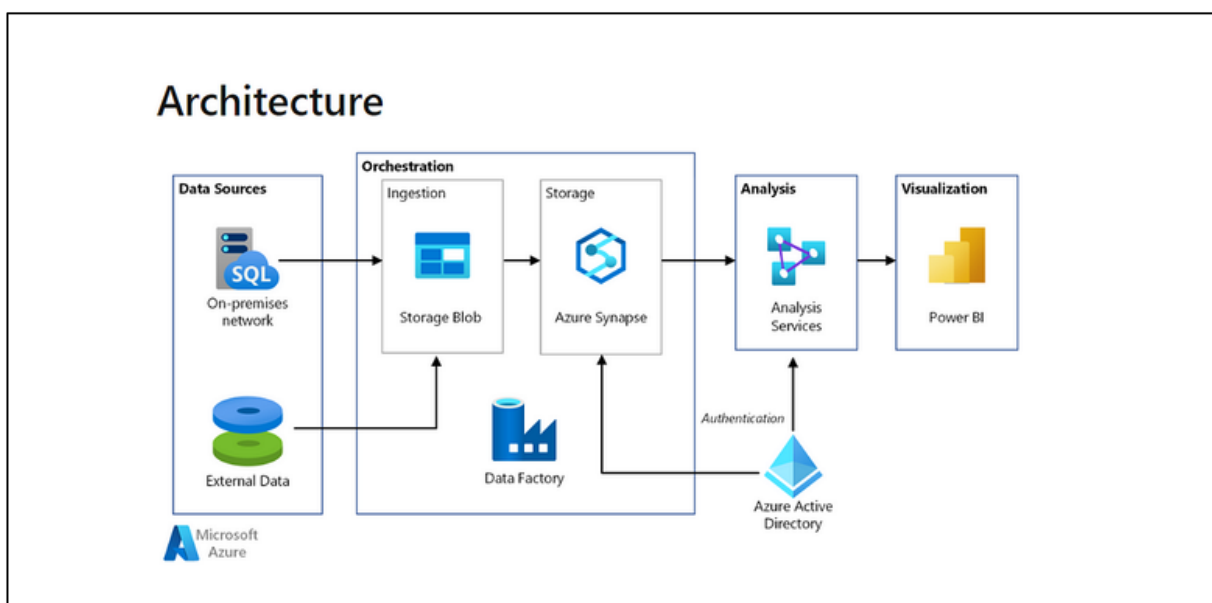 Architecture
Data Sources
SQL
On-premises
network
External Data
Orchestration
Ingestion
Storage Blob
Storage
Azure Synapse
Data Factory
Analysis
Analysis
Services
Visualization
Power BI
Authentication
Azure Active
Directory
Microsoft
Azure